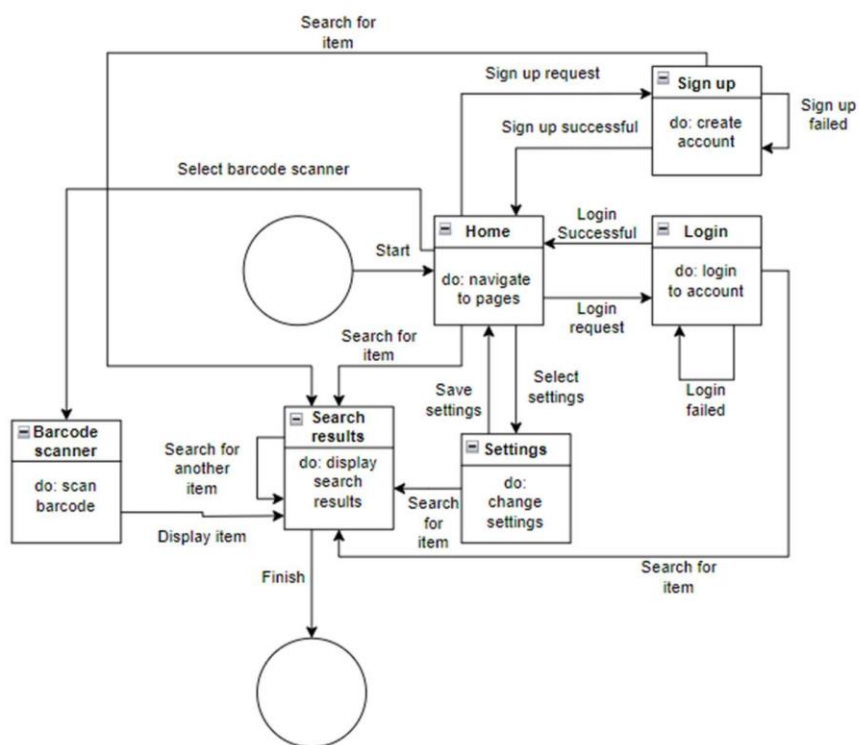 Search for
item
Sign up request
Sign up
Sign up
failed
do: create
account
Sign up successful
Select barcode scanner
Home
Login
Successful
Login
Start
do: navigate
to pages
do: login
to account
Login
request
Search for
item
Save
settings
Select
settings
Login
failed
Barcode
scanner
Search
results
Settings
Search for
another
item
do: display
search
results
do: scan
barcode
do:
change
settings
Search
for
item
Display item
Search for
item
Finish